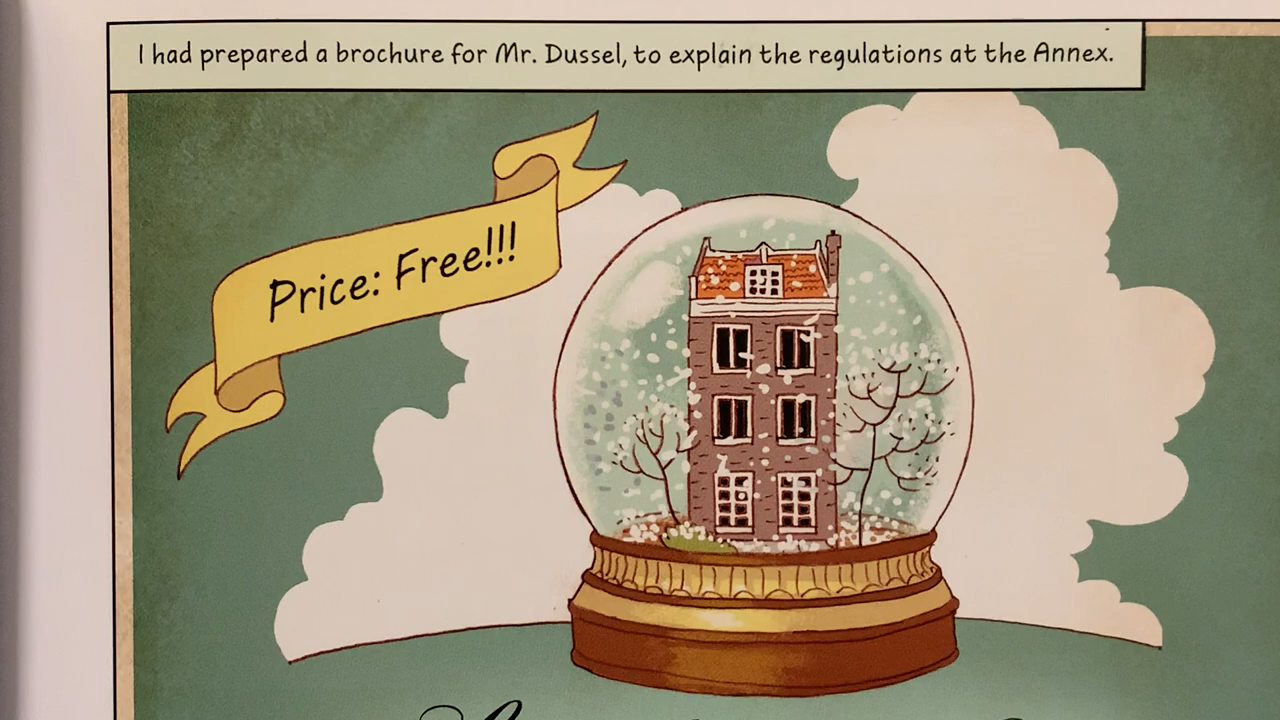 I had prepared a brochure for Mr. Dussel, to explain the regulations at the Annex.
Price: Free!!!